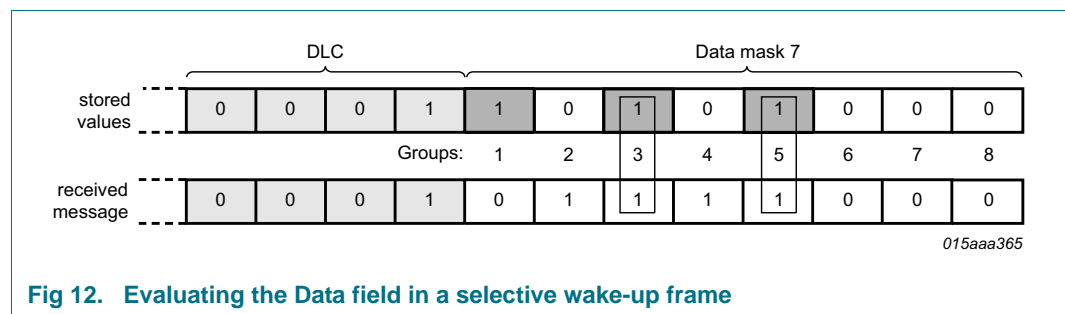 DLC Data mask 7
stored values 0 0 0 1 1 0 1 0 1 0 0 0
Groups: 1 2 3 4 5 6 7 8
received message 0 0 0 1 0 1 1 1 1 0 0 0
015aaa365
Fig 12. Evaluating the Data field in a selective wake-up frame